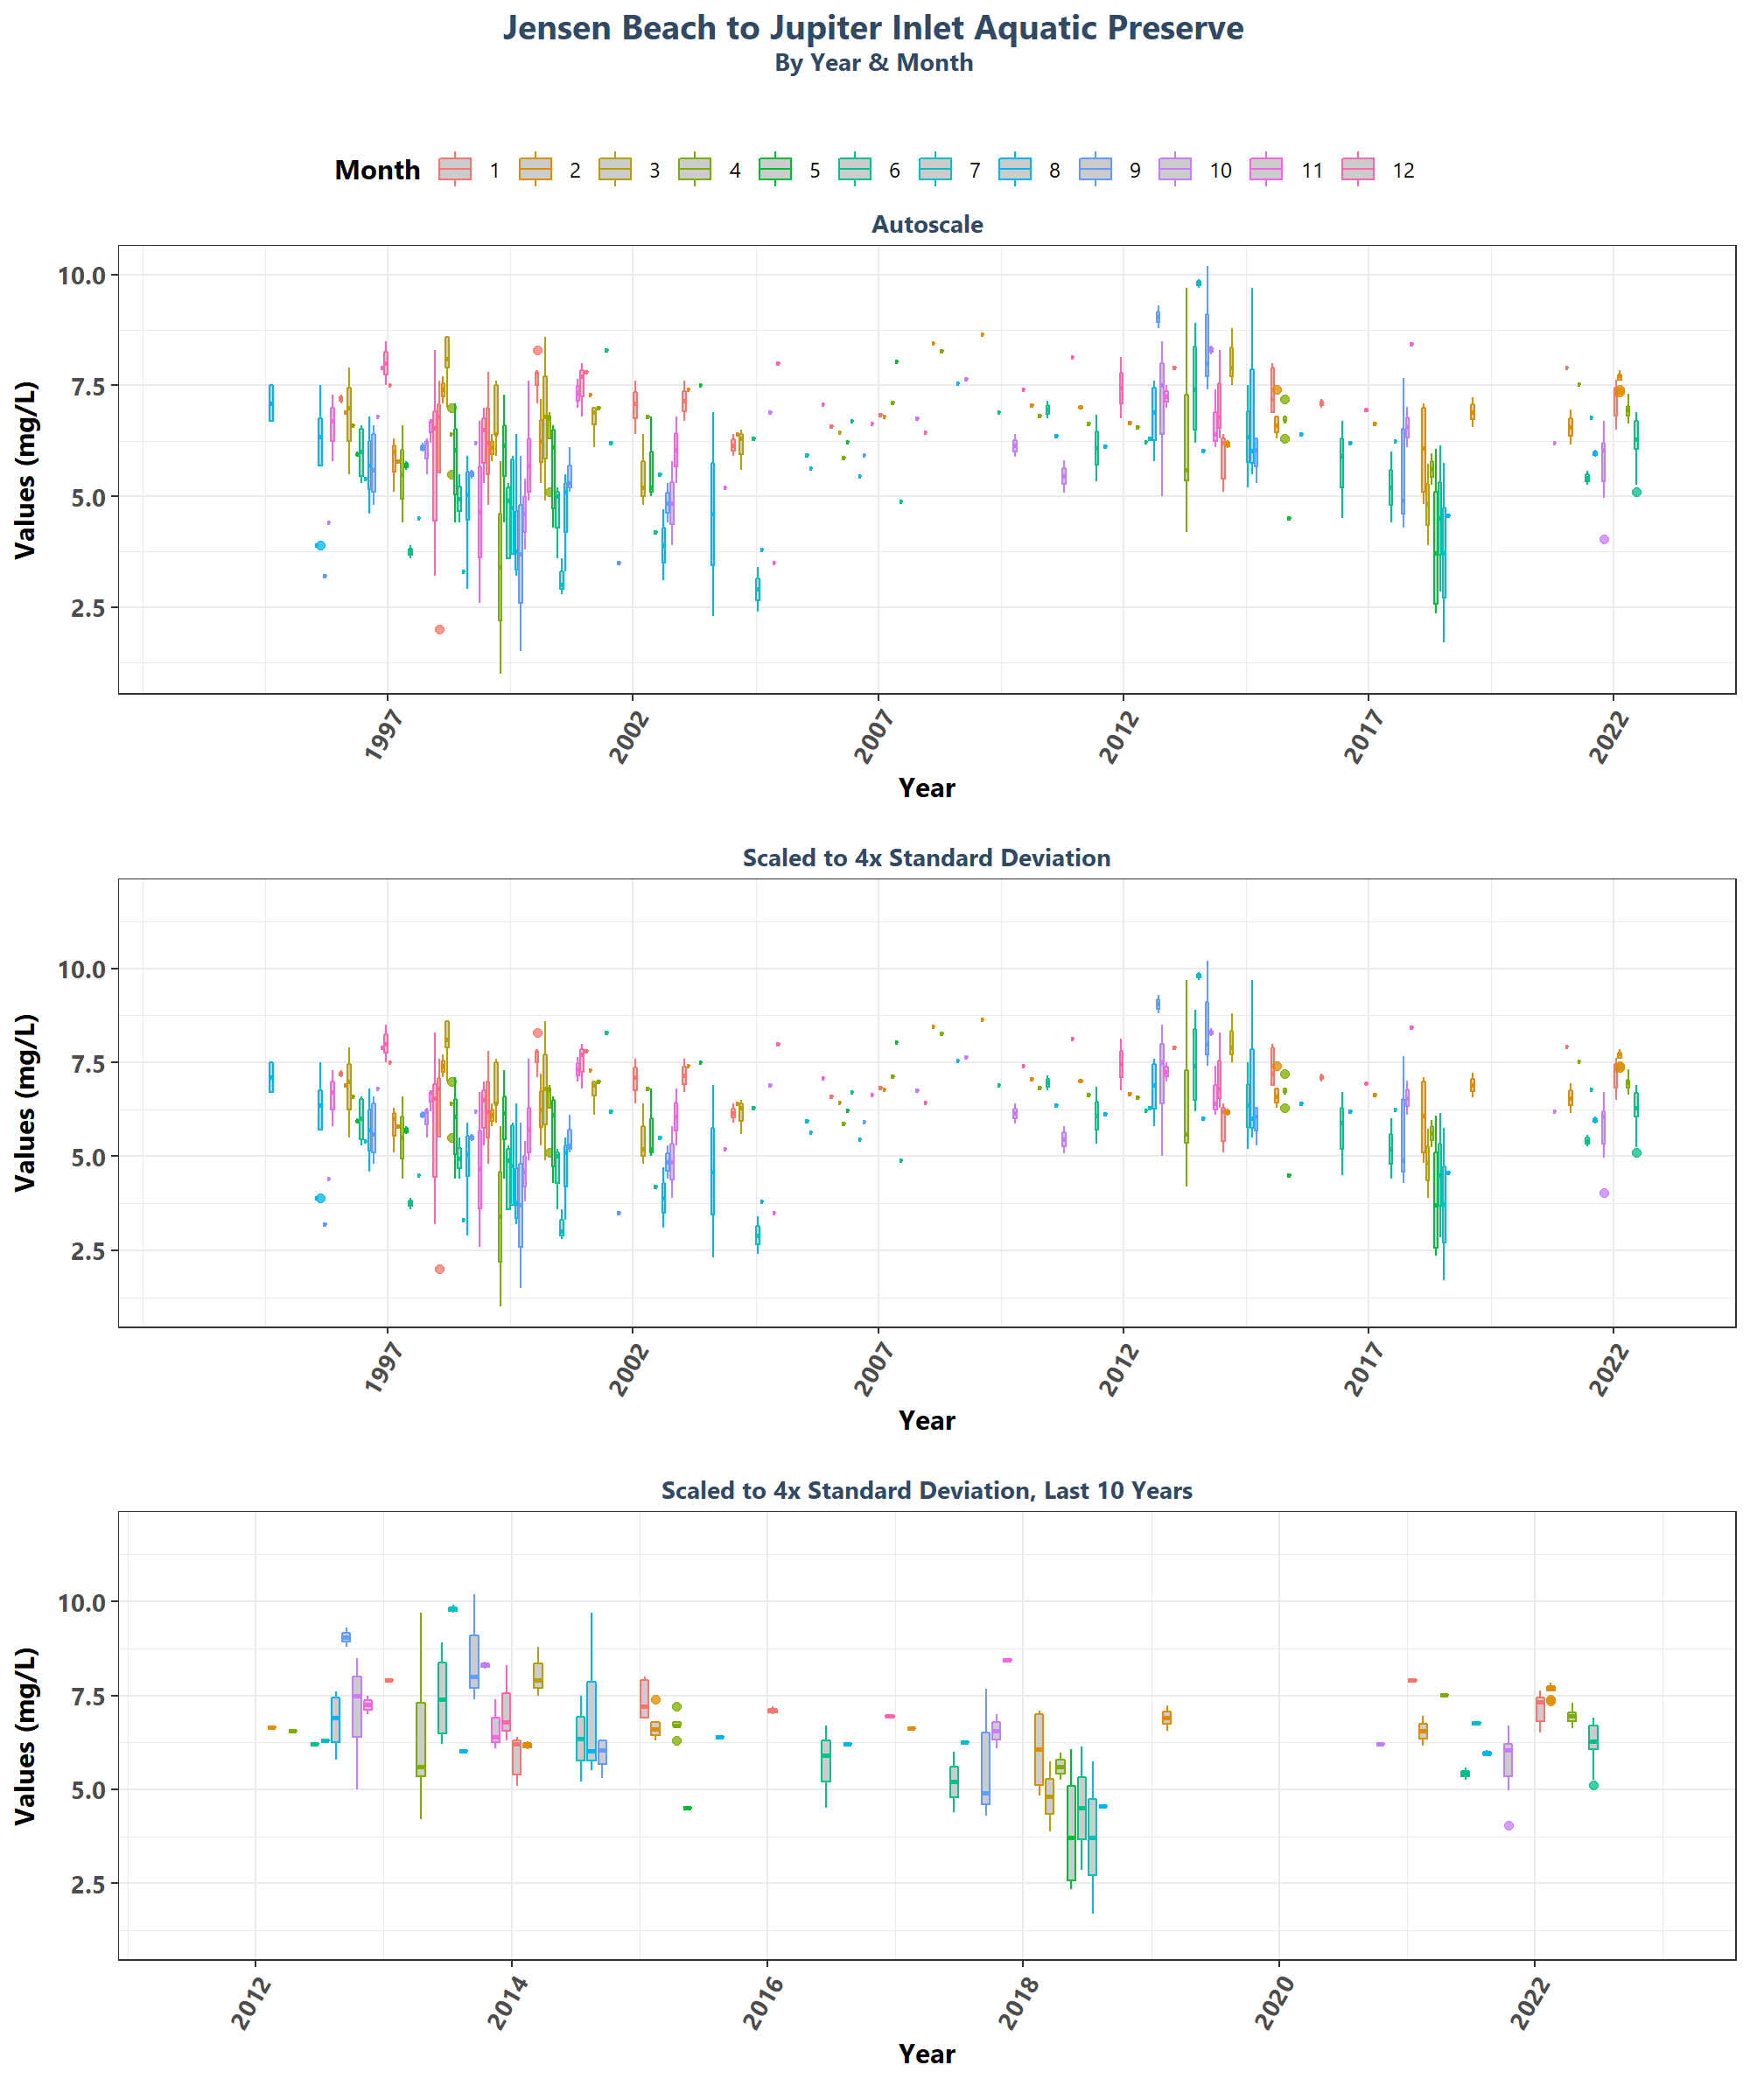 Jensen Beach to Jupiter Inlet Aquatic Preserve
By Year & Month
Month 1 2 3 4 5 6 7 8 9 10 11 12
Autoscale
Values (mg/L)
10.0
7.5
5.0
2.5
1997 2002 2007 2012 2017 2022
Year
Scaled to 4x Standard Deviation
Values (mg/L)
10.0
7.5
5.0
2.5
1997 2002 2007 2012 2017 2022
Year
Scaled to 4x Standard Deviation, Last 10 Years
Values (mg/L)
10.0
7.5
5.0
2.5
2012 2014 2016 2018 2020 2022
Year